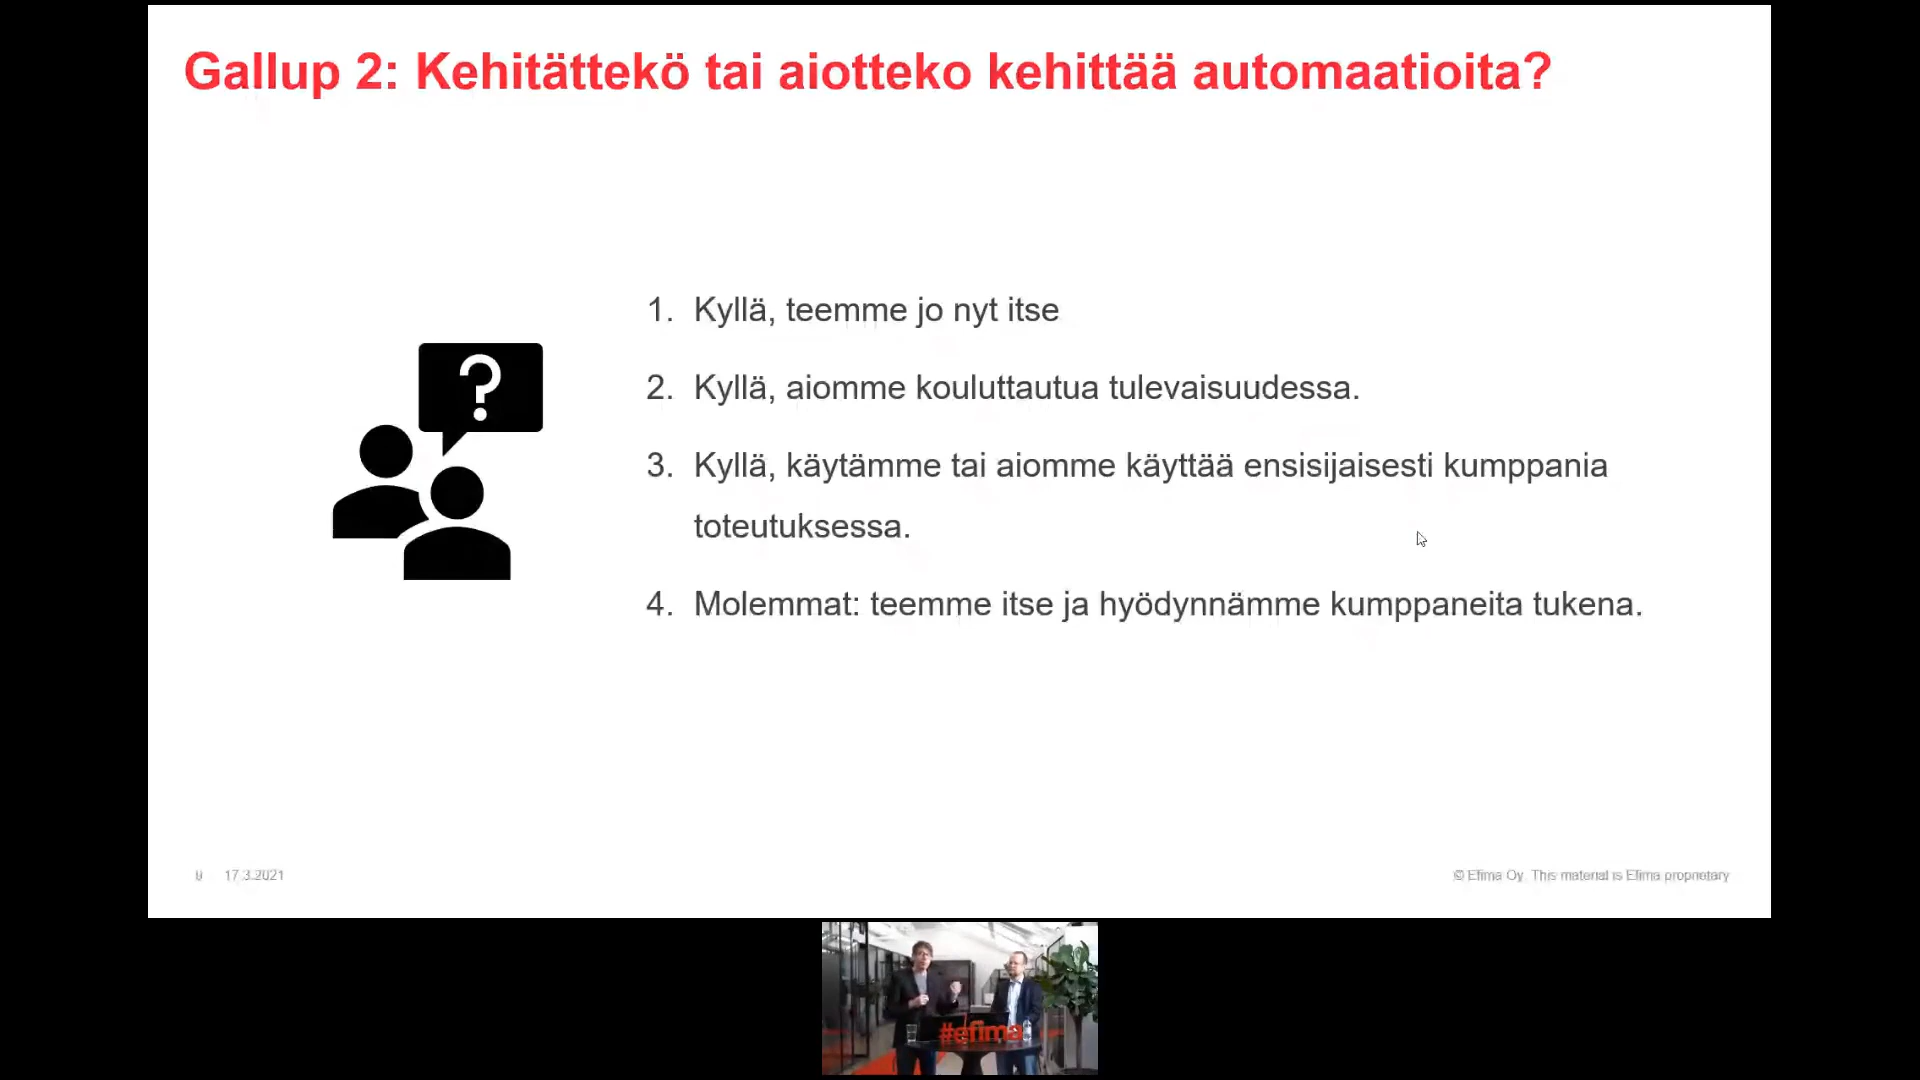 Gallup 2: Kehitättekö tai aiotteko kehittää automaatioita?
?
1. Kyllä, teemme jo nyt itse
2. Kyllä, aiomme kouluttautua tulevaisuudessa.
3. Kyllä, käytämme tai aiomme käyttää ensisijaisesti kumppania
toteutuksessa.
4. Molemmat: teemme itse ja hyödynnämme kumppaneita tukena.
9 17.3.2021
© Efima Oy. This material is Efima proprietary
#efima